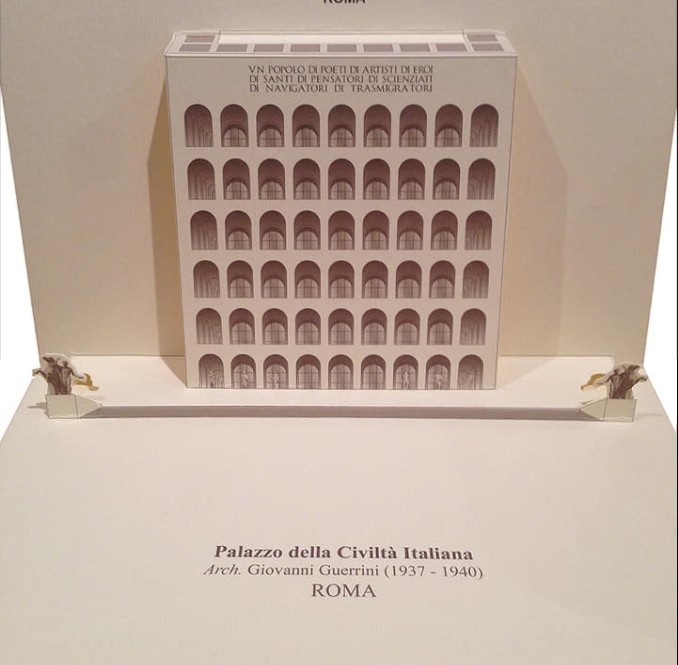 ROMA
VN POPOLO DI POETI DI ARTISTI DI EROI
DI SANTI DI PENSATORI DI SCIENZIATI
DI NAVIGATORI DI TRASMIGRATORI
Palazzo della Civiltà Italiana
Arch. Giovanni Guerrini (1937 - 1940)
ROMA